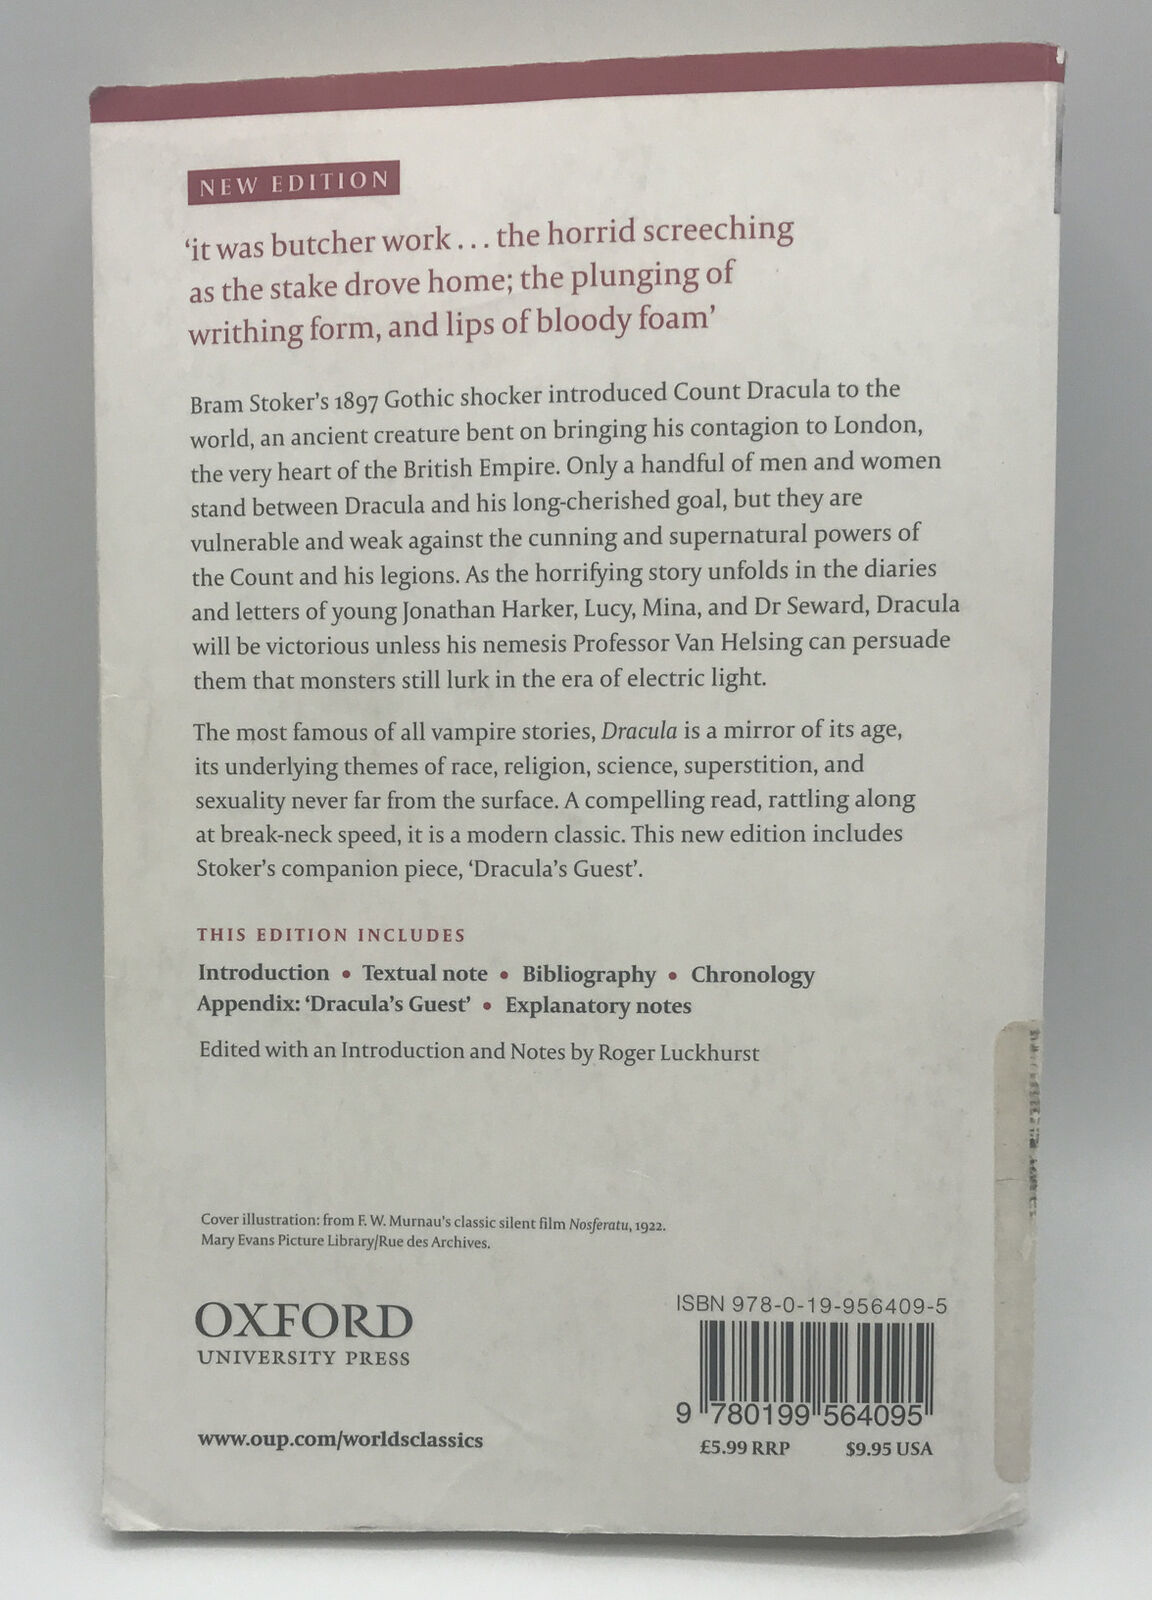 NEW EDITION
‘it was butcher work . . . the horrid screeching
as the stake drove home; the plunging of
writhing form, and lips of bloody foam’
Bram Stoker’s 1897 Gothic shocker introduced Count Dracula to the
world, an ancient creature bent on bringing his contagion to London,
the very heart of the British Empire. Only a handful of men and women
stand between Dracula and his long-cherished goal, but they are
vulnerable and weak against the cunning and supernatural powers of
the Count and his legions. As the horrifying story unfolds in the diaries
and letters of young Jonathan Harker, Lucy, Mina, and Dr Seward, Dracula
will be victorious unless his nemesis Professor Van Helsing can persuade
them that monsters still lurk in the era of electric light.
The most famous of all vampire stories, Dracula is a mirror of its age,
its underlying themes of race, religion, science, superstition, and
sexuality never far from the surface. A compelling read, rattling along
at break-neck speed, it is a modern classic. This new edition includes
Stoker’s companion piece, ‘Dracula’s Guest’.
THIS EDITION INCLUDES
Introduction • Textual note • Bibliography • Chronology
Appendix: ‘Dracula’s Guest’ • Explanatory notes
Edited with an Introduction and Notes by Roger Luckhurst
Cover illustration: from F. W. Murnau’s classic silent film Nosferatu, 1922.
Mary Evans Picture Library/Rue des Archives.
OXFORD
UNIVERSITY PRESS
www.oup.com/worldsclassics
ISBN 978-0-19-956409-5
9 780199 564095
£5.99 RRP $9.95 USA